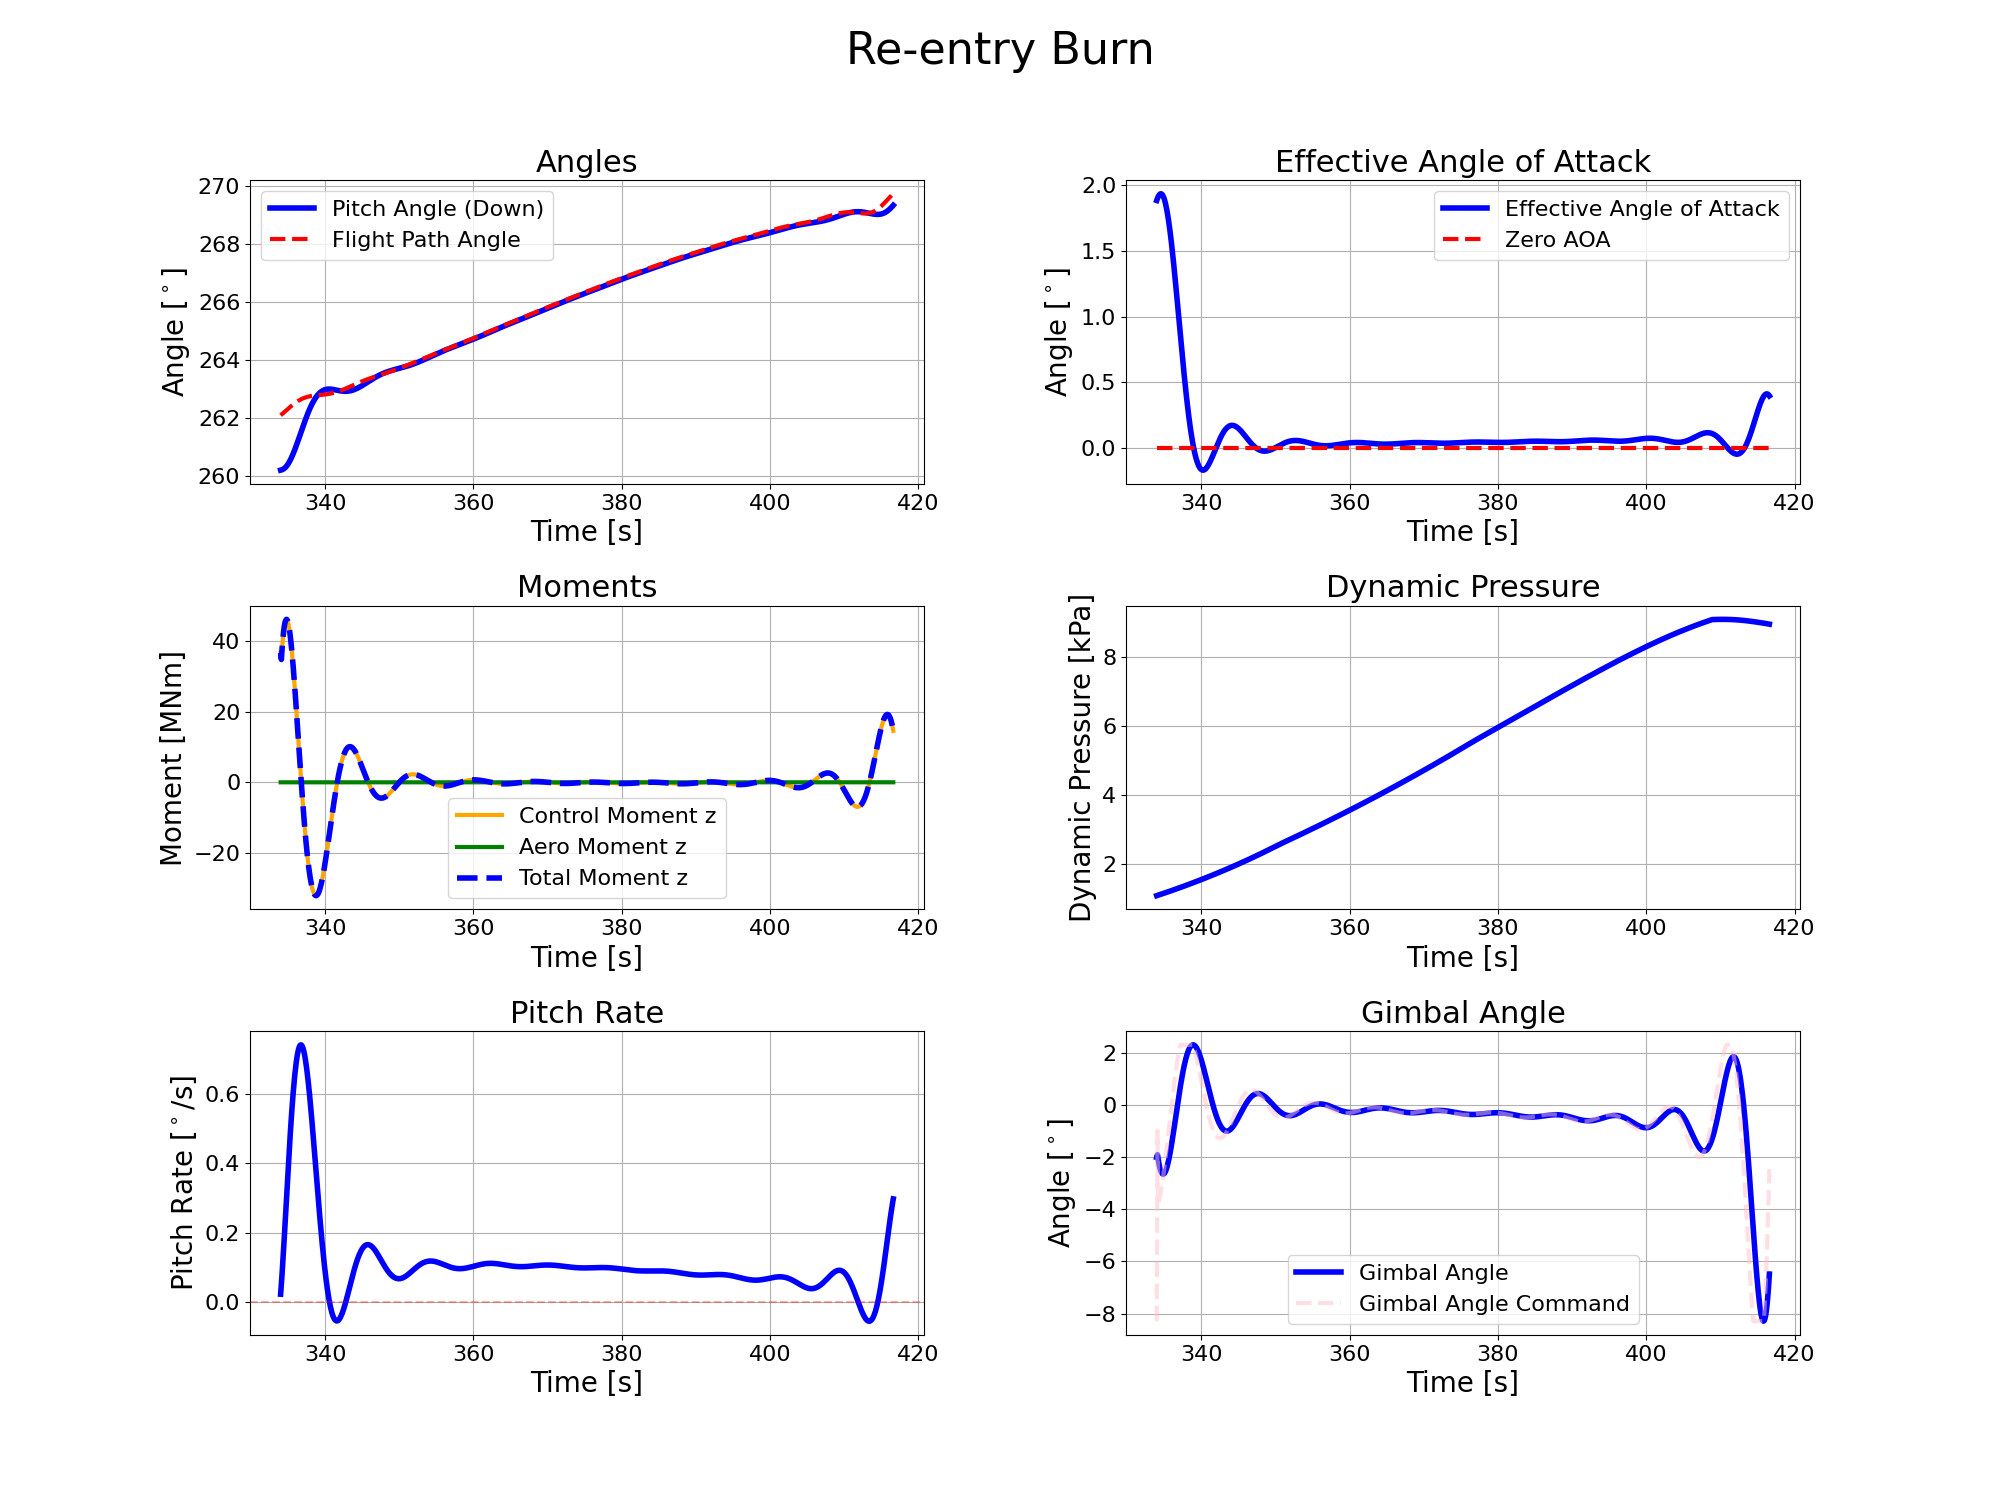 Re-entry Burn
Angles
Angle [°]
270
268
266
264
262
260
Pitch Angle (Down)
Flight Path Angle
340 360 380 400 420
Time [s]
Effective Angle of Attack
Angle [°]
2.0
1.5
1.0
0.5
0.0
Effective Angle of Attack
Zero AOA
340 360 380 400 420
Time [s]
Moments
Moment [MNm]
40
20
0
−20
Control Moment z
Aero Moment z
Total Moment z
340 360 380 400 420
Time [s]
Dynamic Pressure
Dynamic Pressure [kPa]
8
6
4
2
340 360 380 400 420
Time [s]
Pitch Rate
Pitch Rate [°/s]
0.6
0.4
0.2
0.0
340 360 380 400 420
Time [s]
Gimbal Angle
Angle [°]
2
0
−2
−4
−6
−8
Gimbal Angle
Gimbal Angle Command
340 360 380 400 420
Time [s]